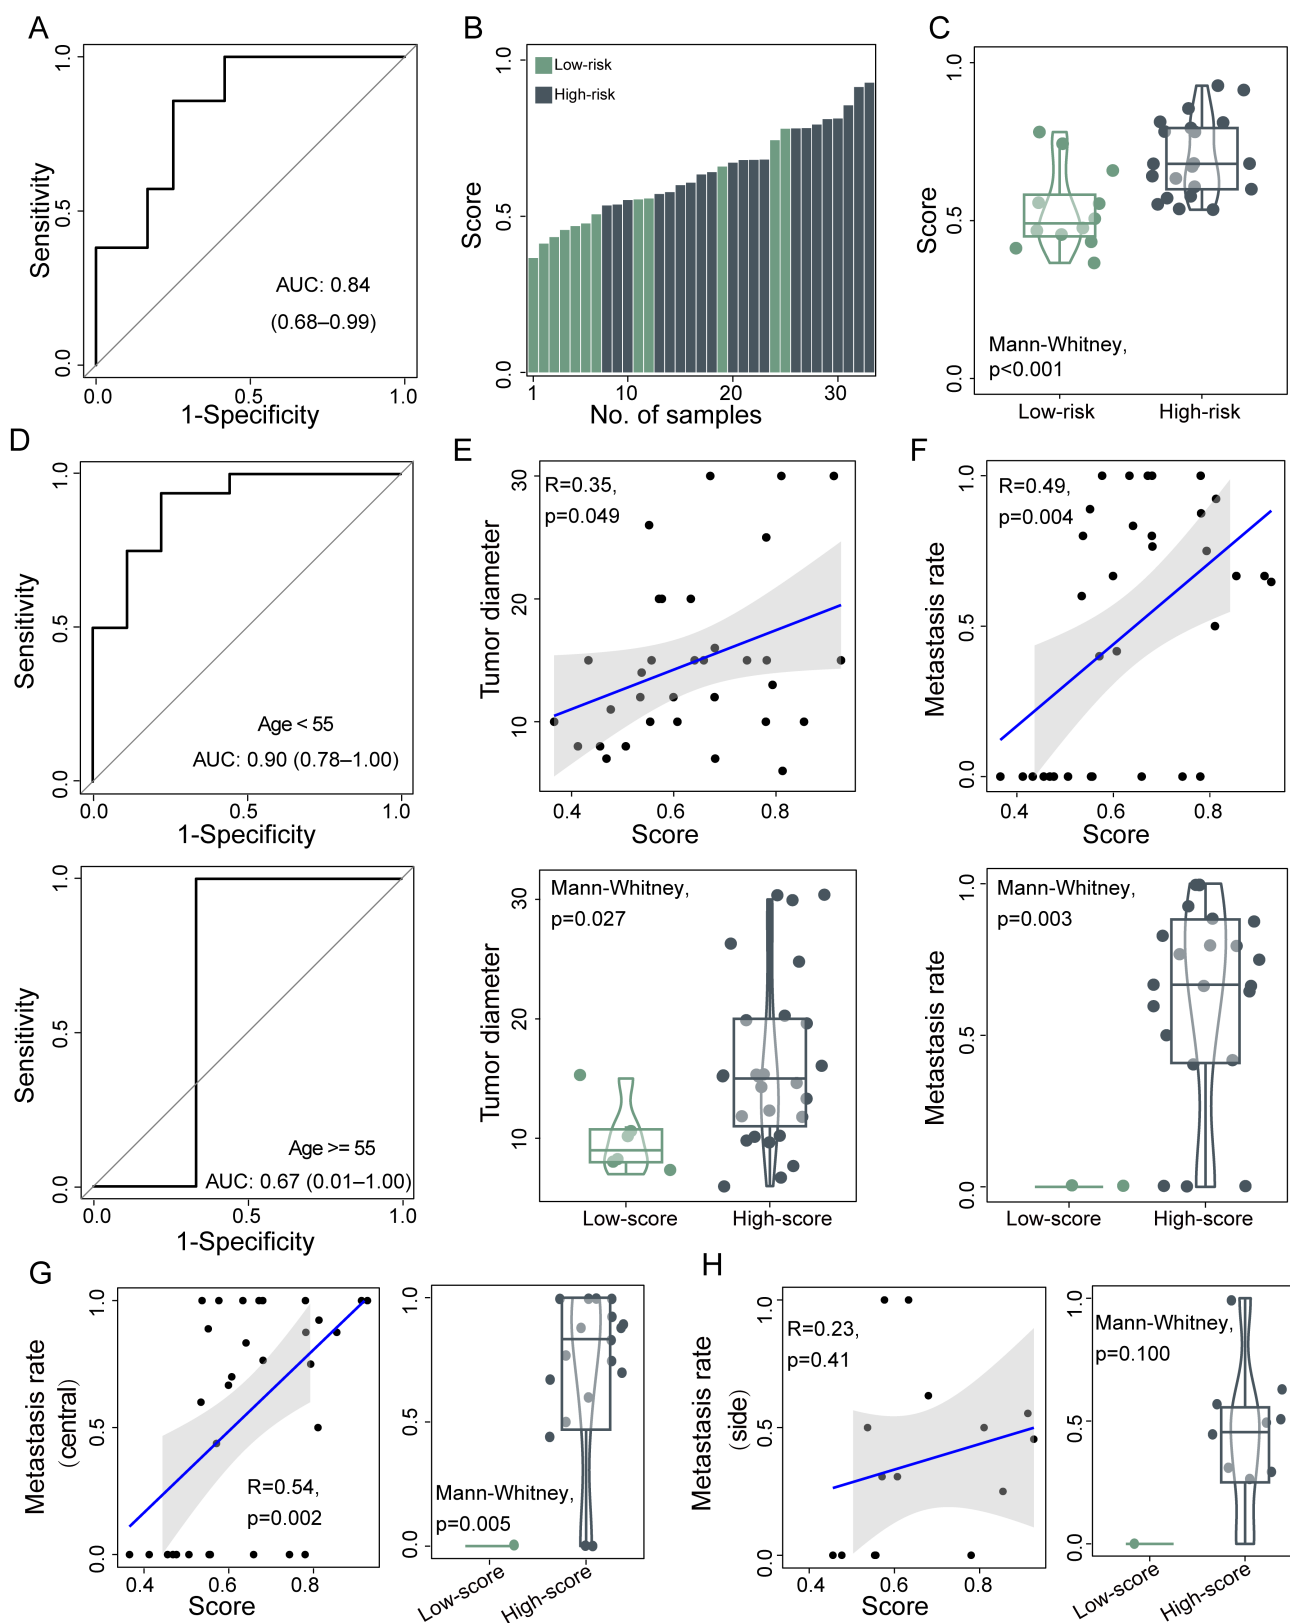 A
1.0
0.5
0.0
Sensitivity
AUC: 0.84
(0.68–0.99)
0.0 0.5 1.0
1-Specificity
B
1.0
0.5
0.0
Score
Low-risk
High-risk
1 10 20 30
No. of samples
C
1.0
0.5
0.0
Score
Mann-Whitney,
p<0.001
Low-risk High-risk
D
1.0
0.5
0.0
Sensitivity
Age < 55
AUC: 0.90 (0.78–1.00)
0.0 0.5 1.0
1-Specificity
1.0
0.5
0.0
Sensitivity
Age >= 55
AUC: 0.67 (0.01–1.00)
0.0 0.5 1.0
1-Specificity
E
30
20
10
Tumor diameter
R=0.35,
p=0.049
0.4 0.6 0.8
Score
30
20
10
Tumor diameter
Mann-Whitney,
p=0.027
Low-score High-score
F
1.0
0.5
0.0
Metastasis rate
R=0.49,
p=0.004
0.4 0.6 0.8
Score
1.0
0.5
0.0
Metastasis rate
Mann-Whitney,
p=0.003
Low-score High-score
G
1.0
0.5
0.0
Metastasis rate
(central)
R=0.54,
p=0.002
0.4 0.6 0.8
Score
1.0
0.5
0.0
Mann-Whitney,
p=0.005
Low-score High-score
H
1.0
0.5
0.0
Metastasis rate
(side)
R=0.23,
p=0.41
0.4 0.6 0.8
Score
1.0
0.5
0.0
Mann-Whitney,
p=0.100
Low-score High-score